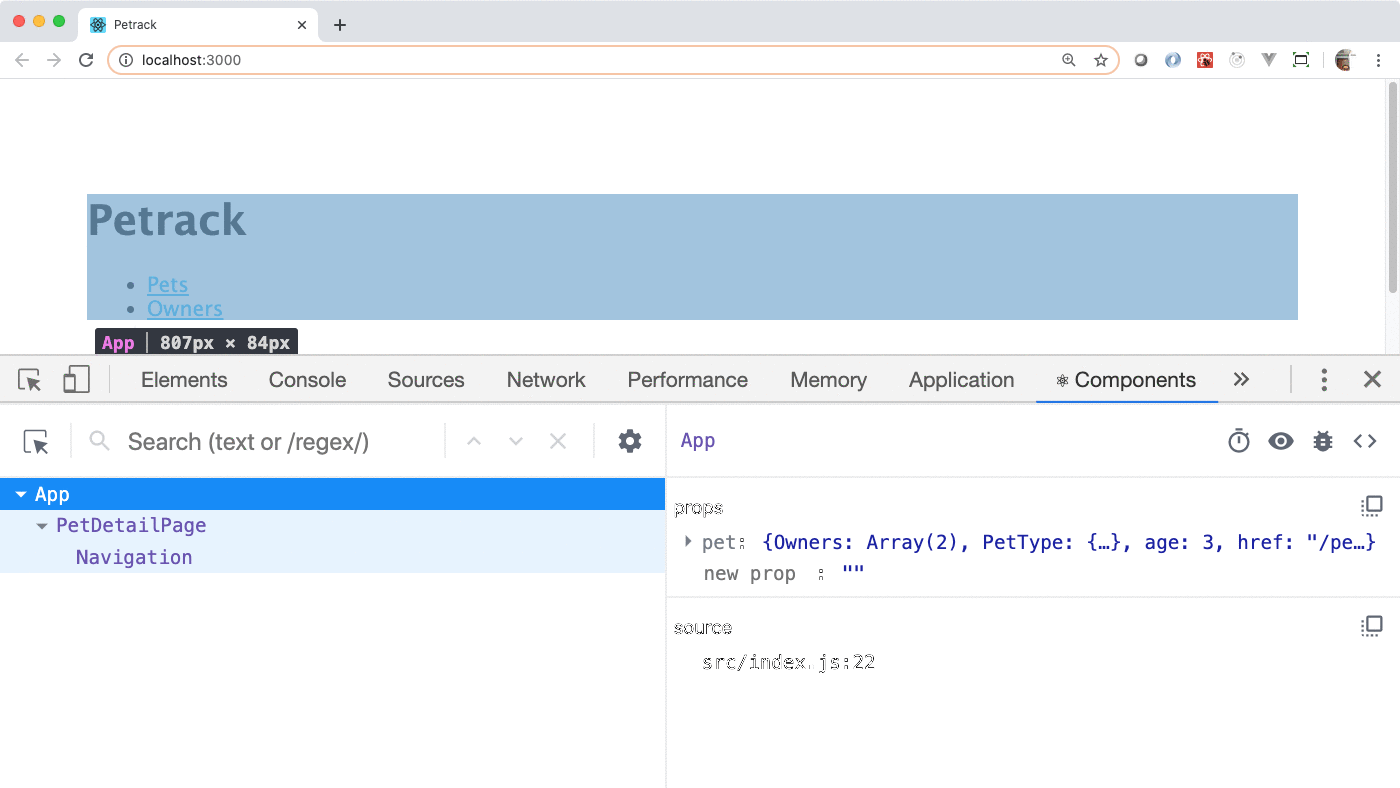 Petrack
localhost:3000
Petrack
Pets
Owners
App | 807px × 84px
Elements Console Sources Network Performance Memory Application Components
Search (text or /regex/)
App
App
PetDetailPage
Navigation
props
pet: {Owners: Array(2), PetType: {…}, age: 3, href: "/pe…}
new prop : ""
source
src/index.js:22